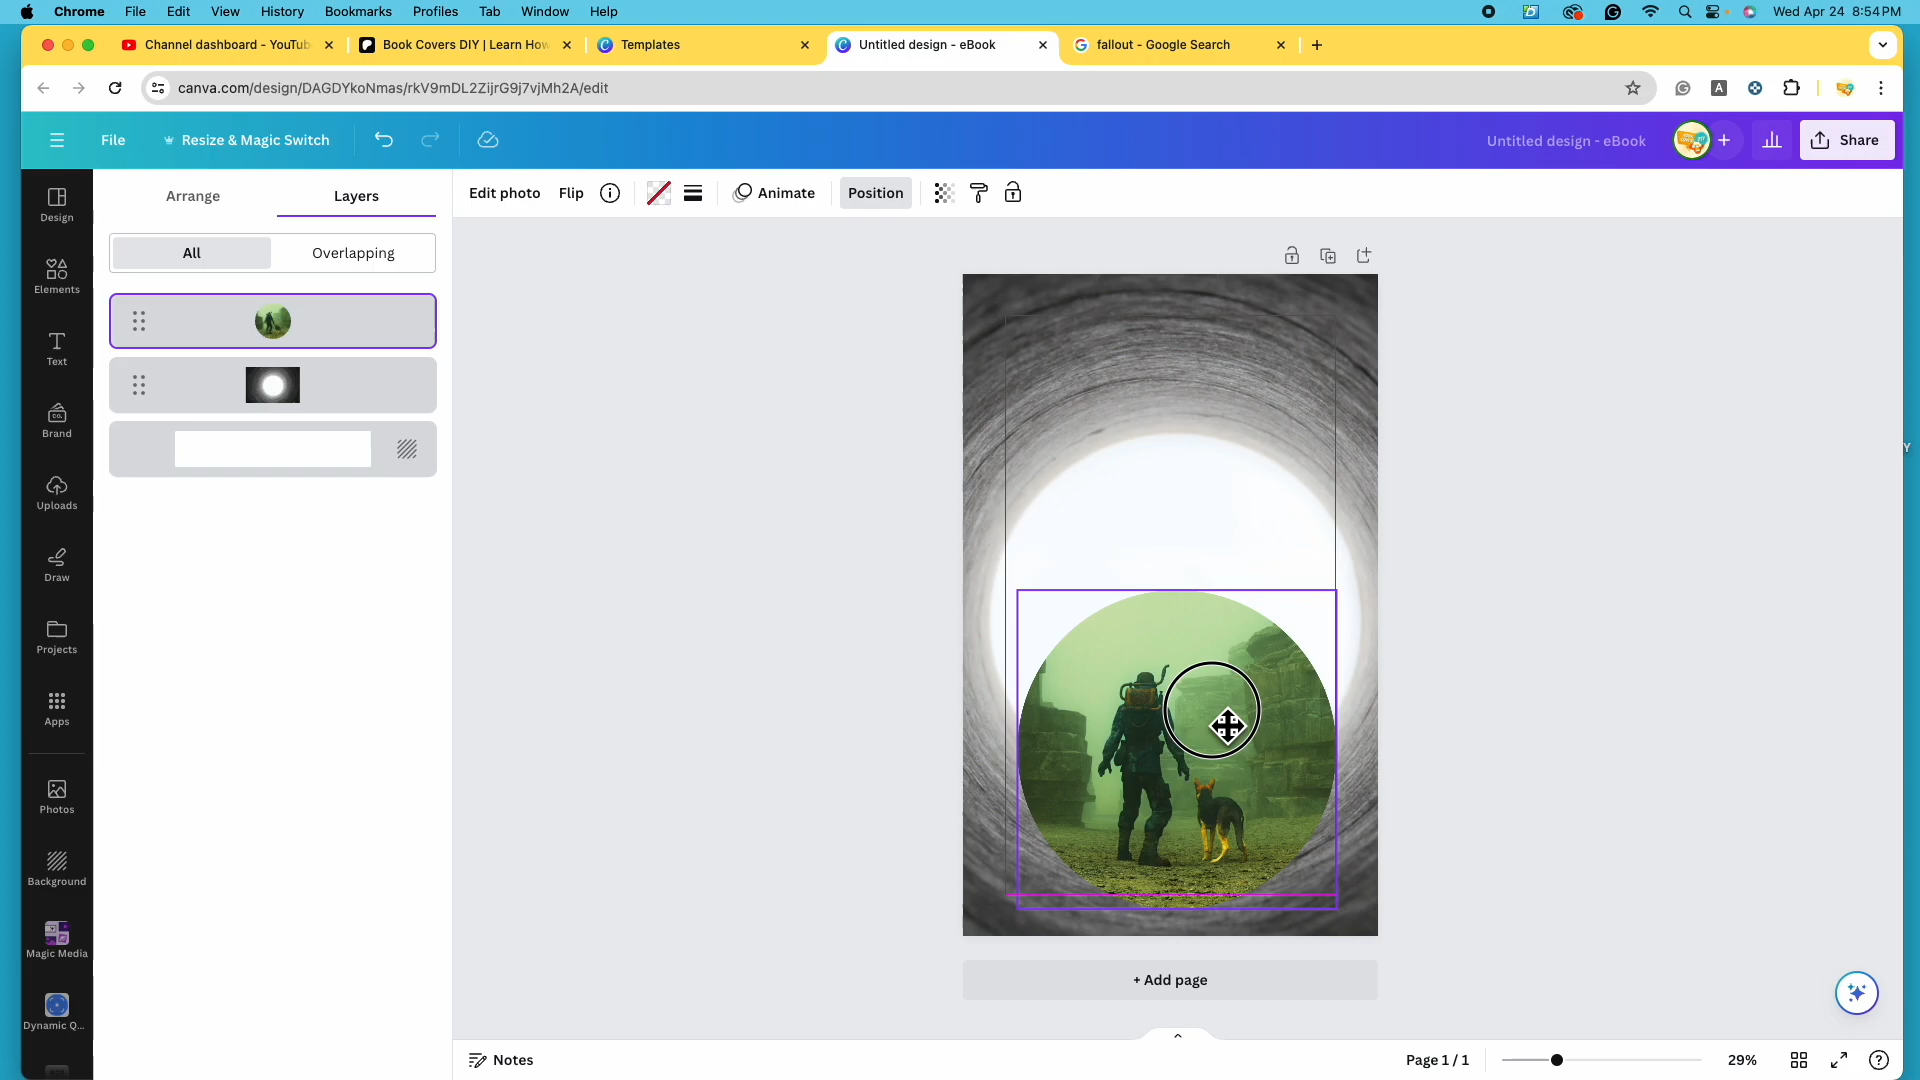 Chrome File Edit View History Bookmarks Profiles Tab Window Help Wed Apr 24 8:54 PM
Channel dashboard - YouTub Book Covers DIY | Learn How Templates Untitled design - eBook fallout - Google Search
canva.com/design/DAGDYkoNmas/rkV9mDL2ZijrG9j7vjMh2A/edit
File Resize & Magic Switch Untitled design - eBook Share
Arrange Layers Edit photo Flip Animate Position
Design
All Overlapping
Elements
Text
Brand
Uploads
Draw
Projects
Apps
Photos
Background
Magic Media
Dynamic Q...
+ Add page
Notes Page 1 / 1 29%